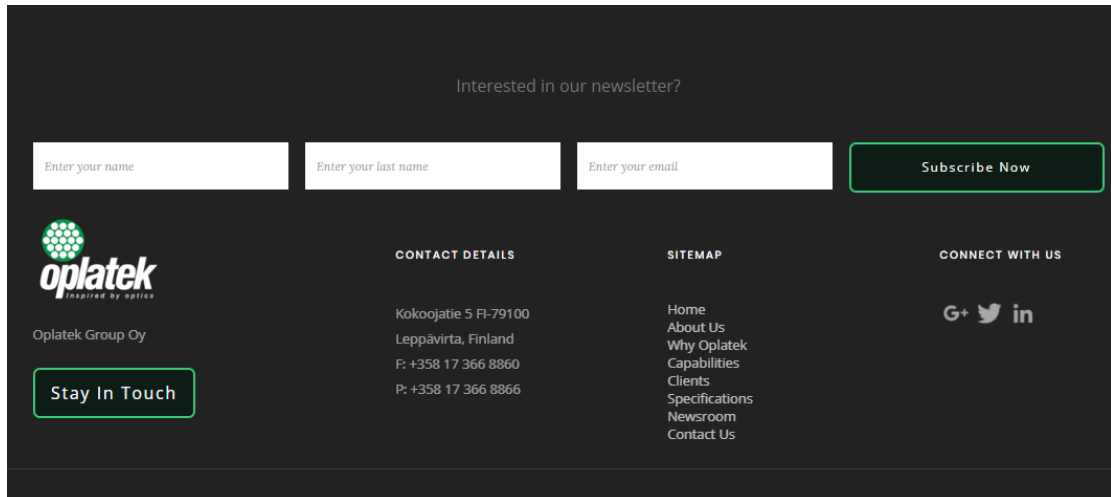 Interested in our newsletter?
Enter your name
Enter your last name
Enter your email
Subscribe Now
oplatek
inspired by optics
Oplatek Group Oy
Stay In Touch
CONTACT DETAILS
Kokoojatie 5 FI-79100
Leppävirta, Finland
F: +358 17 366 8860
P: +358 17 366 8866
SITEMAP
Home
About Us
Why Oplatek
Capabilities
Clients
Specifications
Newsroom
Contact Us
CONNECT WITH US
G+
in